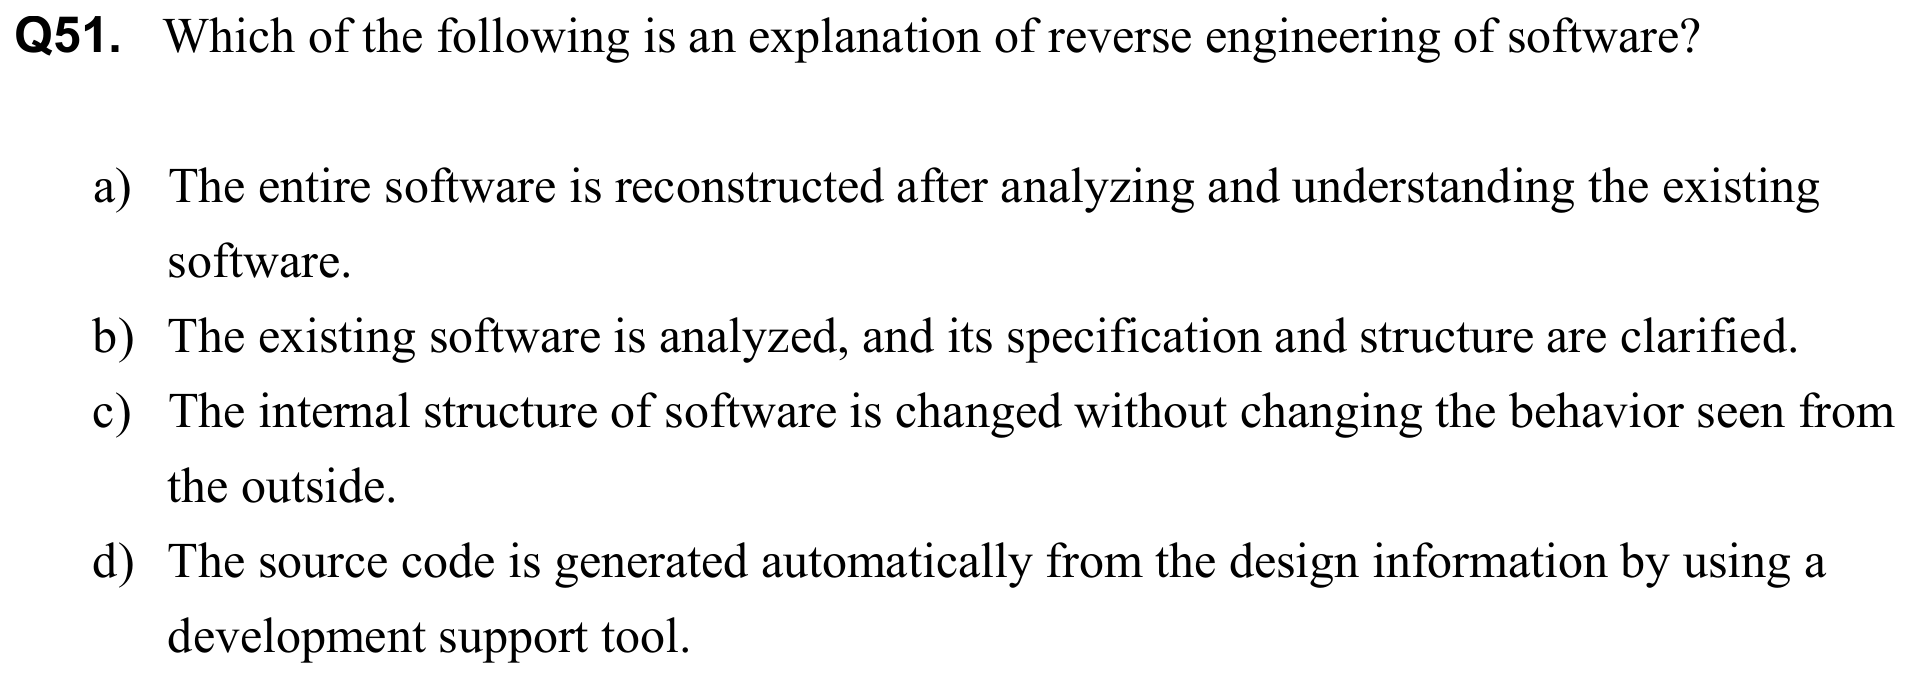 Q51. Which of the following is an explanation of reverse engineering of software?
a) The entire software is reconstructed after analyzing and understanding the existing
software.
b) The existing software is analyzed, and its specification and structure are clarified.
c) The internal structure of software is changed without changing the behavior seen from
the outside.
d) The source code is generated automatically from the design information by using a
development support tool.